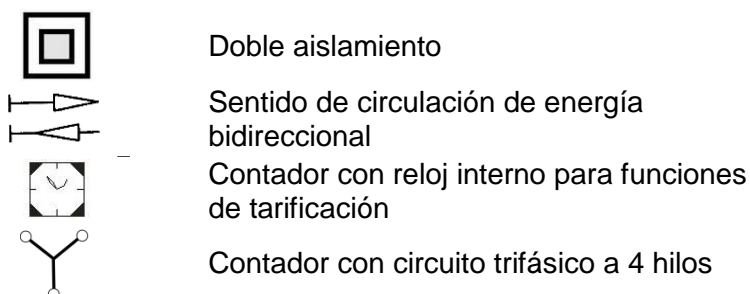 Doble aislamiento
Sentido de circulación de energía
bidireccional
Contador con reloj interno para funciones
de tarificación
Contador con circuito trifásico a 4 hilos